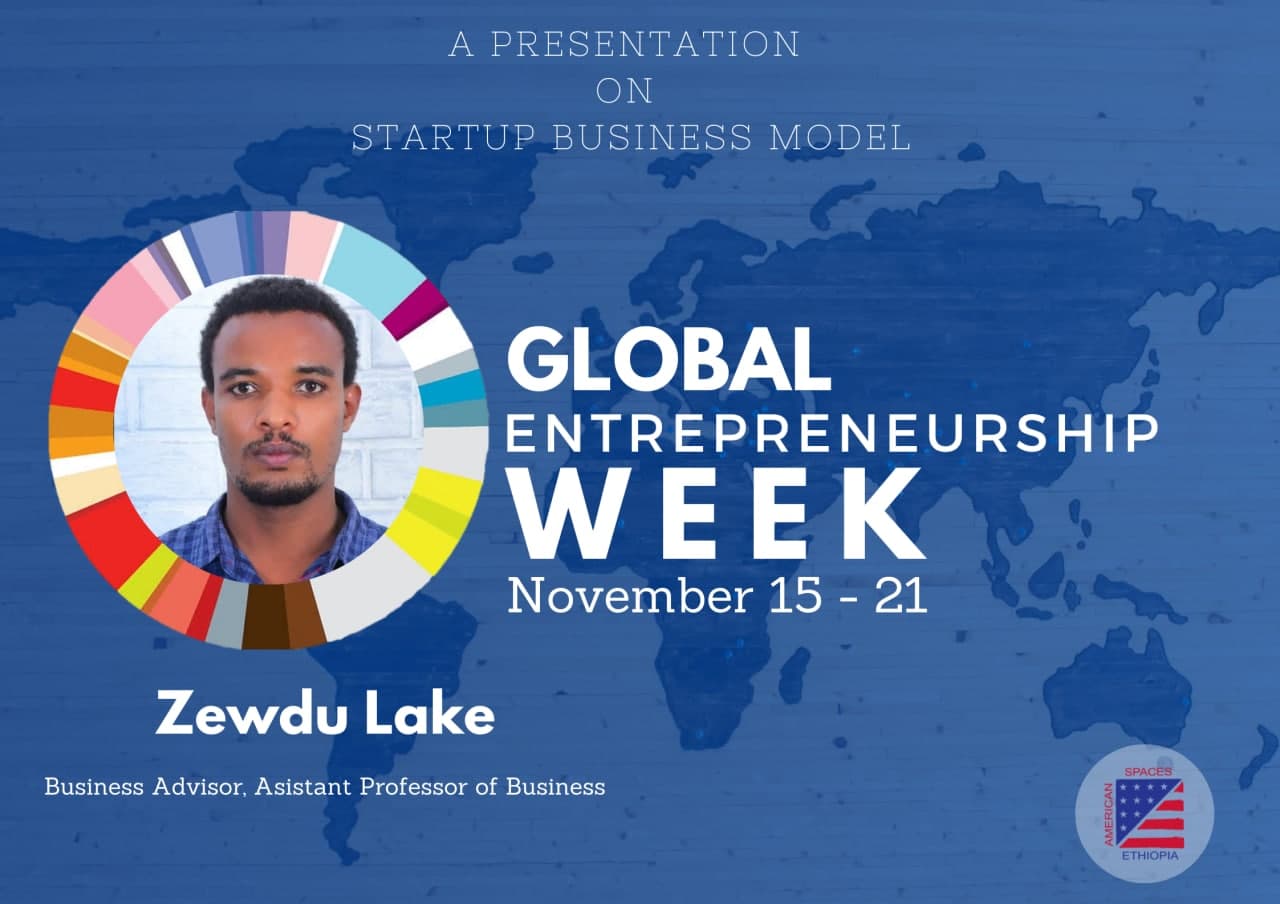 A PRESENTATION
ON
STARTUP BUSINESS MODEL
GLOBAL
ENTREPRENEURSHIP
WEEK
November 15 - 21
Zewdu Lake
Business Advisor, Asistant Professor of Business
SPACES
AMERICAN
ETHIOPIA